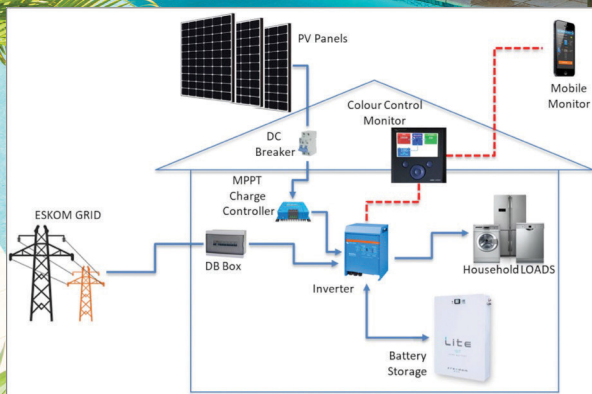 PV Panels
Colour Control
Monitor
Mobile
Monitor
DC
Breaker
MPPT
Charge
Controller
ESKOM GRID
DB Box
Inverter
Household LOADS
Lite
Battery
Storage